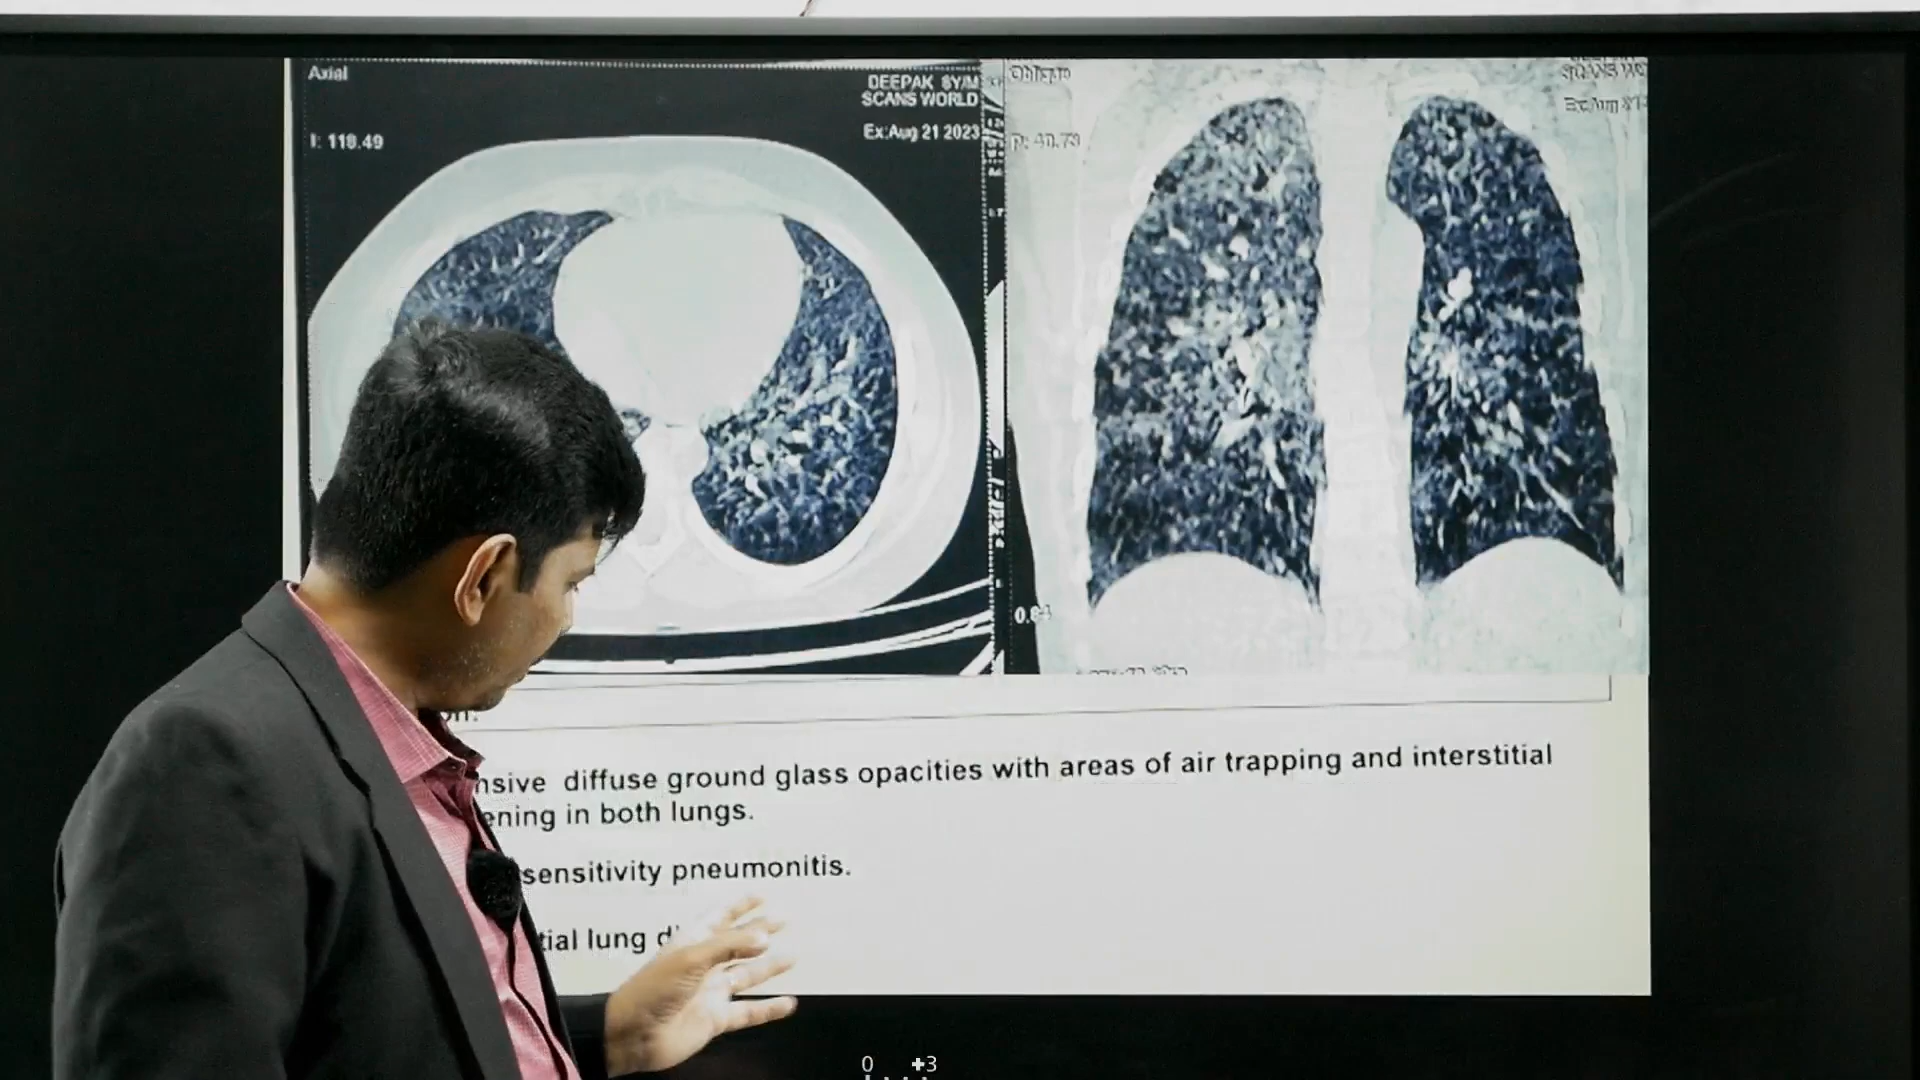 Axial
DEEPAK
SCANS WORLD
Ex:Aug 21 2023
I: 118.49
Oblique
nsive diffuse ground glass opacities with areas of air trapping and interstitial
ening in both lungs.
sensitivity pneumonitis.
tial lung d
0 +3